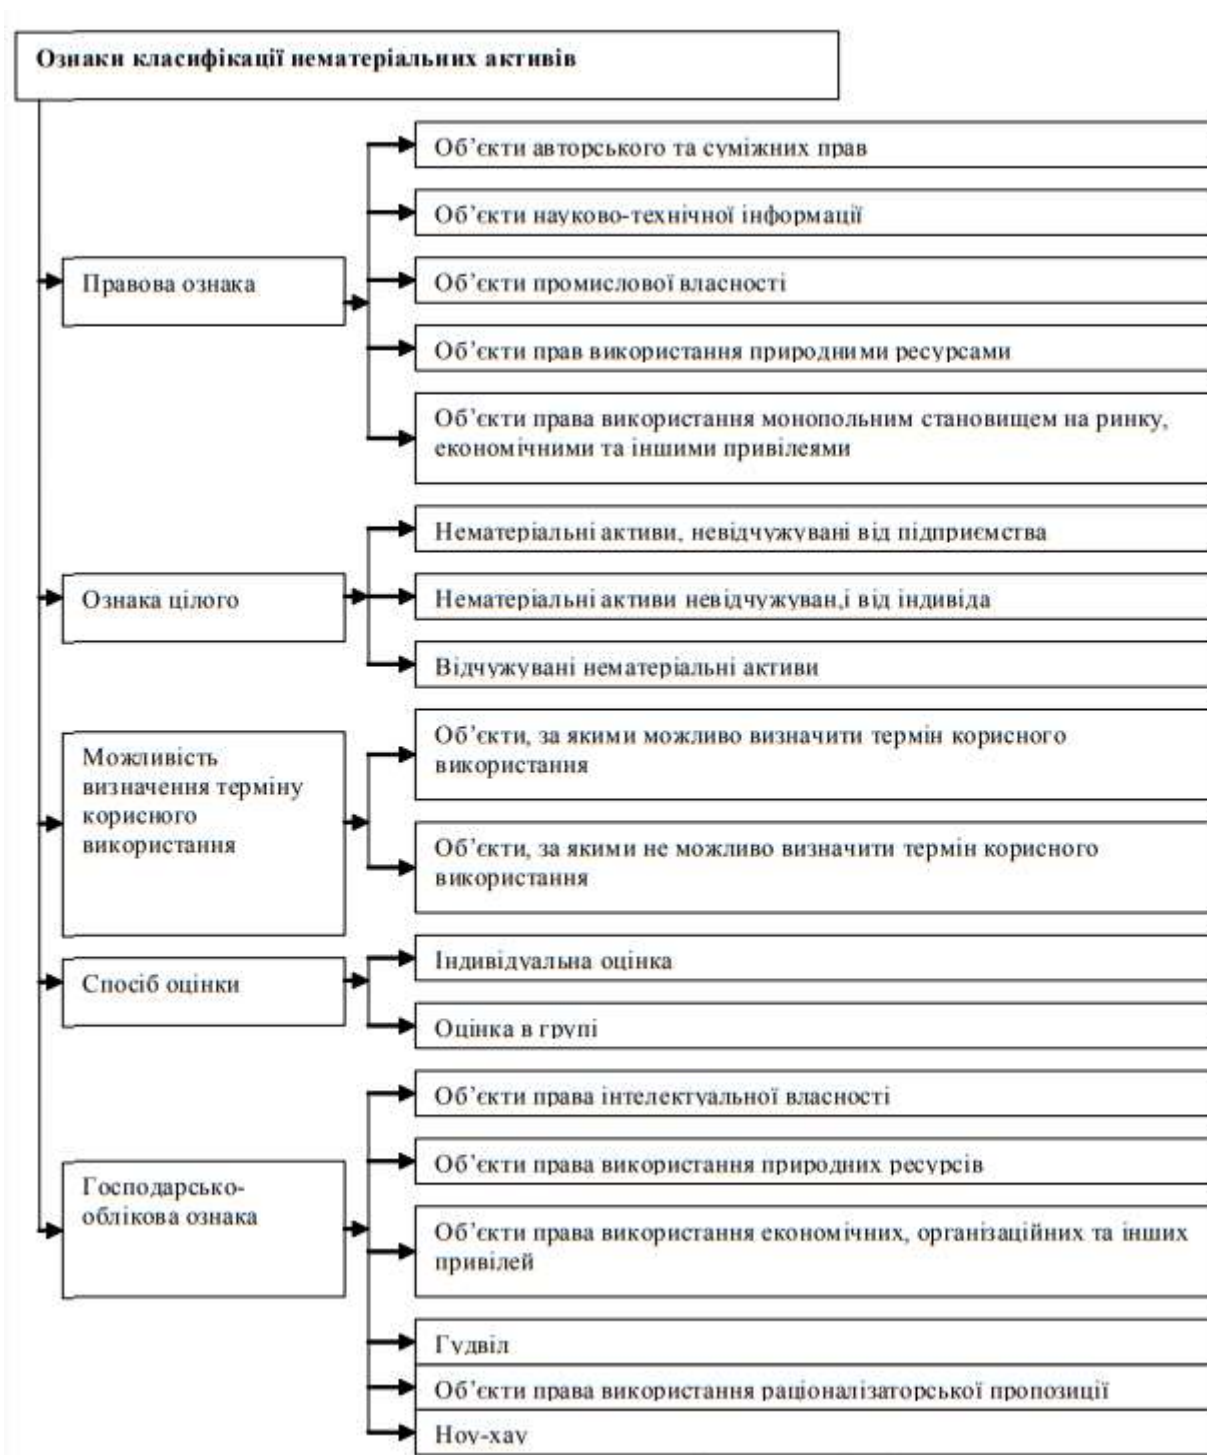 Ознаки класифікації нематеріальних активів
Правова ознака
Об’єкти авторського та суміжних прав
Об’єкти науково-технічної інформації
Об’єкти промислової власності
Об’єкти прав використання природними ресурсами
Об’єкти права використання монопольним становищем на ринку,
економічними та іншими привілеями
Ознака цілого
Нематеріальні активи, невідчужувані від підприємства
Нематеріальні активи невідчужуван,і від індивіда
Відчужувані нематеріальні активи
Можливість
визначення терміну
корисного
використання
Об’єкти, за якими можливо визначити термін корисного
використання
Об’єкти, за якими не можливо визначити термін корисного
використання
Спосіб оцінки
Індивідуальна оцінка
Оцінка в групі
Господарсько-
облікова ознака
Об’єкти права інтелектуальної власності
Об’єкти права використання природних ресурсів
Об’єкти права використання економічних, організаційних та інших
привілей
Гудвіл
Об’єкти права використання раціоналізаторської пропозиції
Ноу-хау